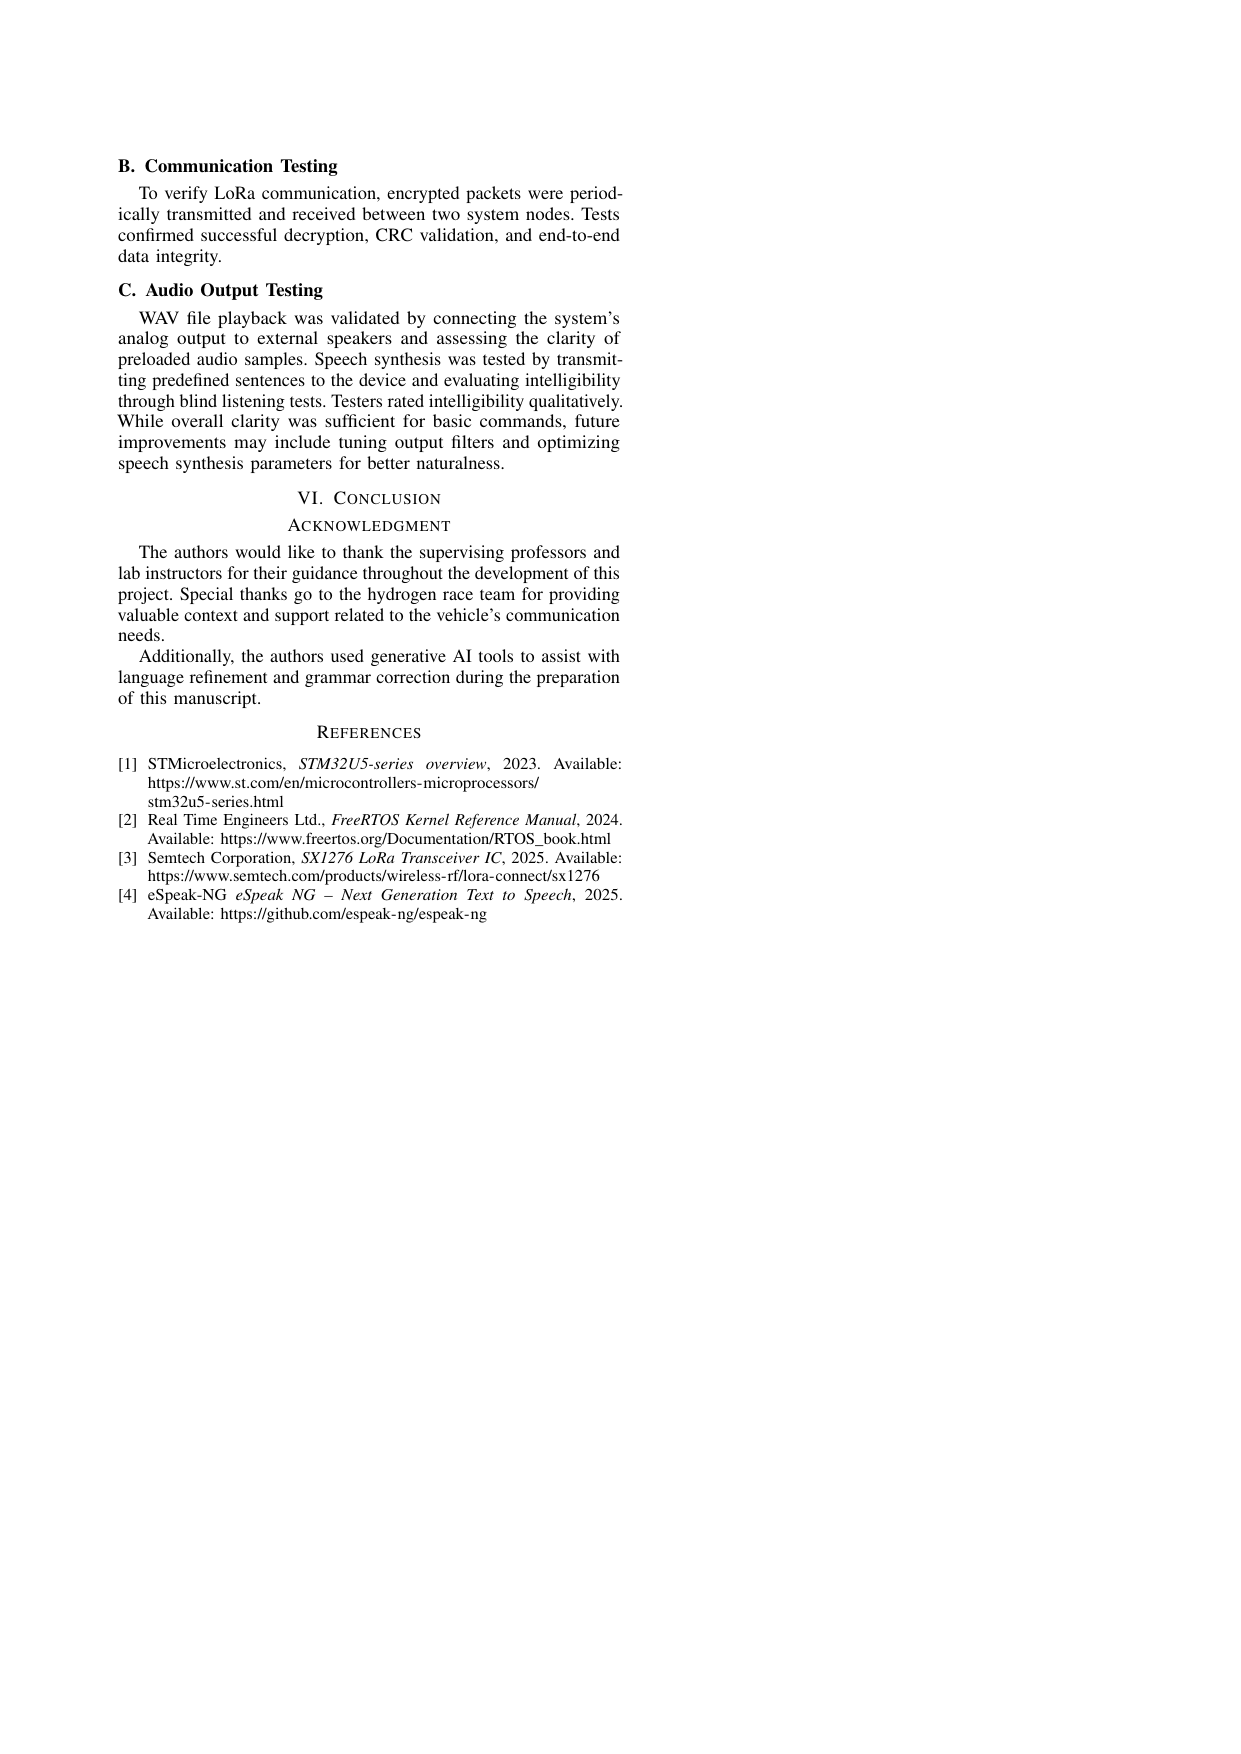 B. Communication Testing
To verify LoRa communication, encrypted packets were period-
ically transmitted and received between two system nodes. Tests
confirmed successful decryption, CRC validation, and end-to-end
data integrity.
C. Audio Output Testing
WAV file playback was validated by connecting the system's
analog output to external speakers and assessing the clarity of
preloaded audio samples. Speech synthesis was tested by transmit-
ting predefined sentences to the device and evaluating intelligibility
through blind listening tests. Testers rated intelligibility qualitatively.
While overall clarity was sufficient for basic commands, future
improvements may include tuning output filters and optimizing
speech synthesis parameters for better naturalness.
VI. CONCLUSION
ACKNOWLEDGMENT
The authors would like to thank the supervising professors and
lab instructors for their guidance throughout the development of this
project. Special thanks go to the hydrogen race team for providing
valuable context and support related to the vehicle's communication
needs.
Additionally, the authors used generative AI tools to assist with
language refinement and grammar correction during the preparation
of this manuscript.
REFERENCES
[1] STMicroelectronics, STM32U5-series overview, 2023. Available:
https://www.st.com/en/microcontrollers-microprocessors/
stm32u5-series.html
[2] Real Time Engineers Ltd., FreeRTOS Kernel Reference Manual, 2024.
Available: https://www.freertos.org/Documentation/RTOS_book.html
[3] Semtech Corporation, SX1276 LoRa Transceiver IC, 2025. Available:
https://www.semtech.com/products/wireless-rf/lora-connect/sx1276
[4] eSpeak-NG eSpeak NG – Next Generation Text to Speech, 2025.
Available: https://github.com/espeak-ng/espeak-ng